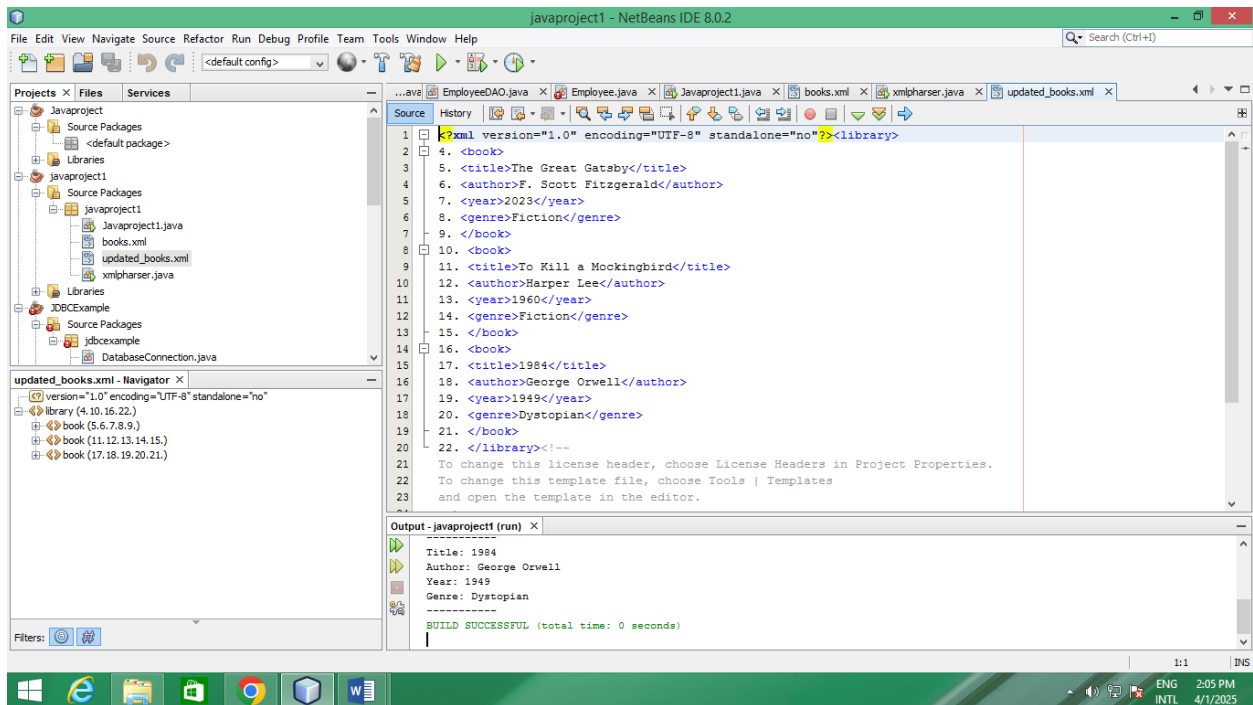 javaproject1 - NetBeans IDE 8.0.2
File Edit View Navigate Source Refactor Run Debug Profile Team Tools Window Help
Search (Ctrl+I)
<default config>
Projects Files Services
...ava EmployeeDAO.java Employee.java Javaproject1.java books.xml xmlpharser.java updated_books.xml
Source History
Javaproject
Source Packages
<default package>
Libraries
javaproject1
Source Packages
javaproject1
Javaproject1.java
books.xml
updated_books.xml
xmlpharser.java
Libraries
JDBCExample
Source Packages
jdbcexample
DatabaseConnection.java
updated_books.xml - Navigator
version="1.0" encoding="UTF-8" standalone="no"
library (4.10.16.22.)
book (5.6.7.8.9.)
book (11.12.13.14.15.)
book (17.18.19.20.21.)
Filters:
1 <?xml version="1.0" encoding="UTF-8" standalone="no"?><library>
2 4. <book>
3 5. <title>The Great Gatsby</title>
4 6. <author>F. Scott Fitzgerald</author>
5 7. <year>2023</year>
6 8. <genre>Fiction</genre>
7 9. </book>
8 10. <book>
9 11. <title>To Kill a Mockingbird</title>
10 12. <author>Harper Lee</author>
11 13. <year>1960</year>
12 14. <genre>Fiction</genre>
13 15. </book>
14 16. <book>
15 17. <title>1984</title>
16 18. <author>George Orwell</author>
17 19. <year>1949</year>
18 20. <genre>Dystopian</genre>
19 21. </book>
20 22. </library><!--
21 To change this license header, choose License Headers in Project Properties.
22 To change this template file, choose Tools | Templates
23 and open the template in the editor.
Output - javaproject1 (run)
-----------
Title: 1984
Author: George Orwell
Year: 1949
Genre: Dystopian
-----------
BUILD SUCCESSFUL (total time: 0 seconds)
1:1 INS
ENG 2:05 PM
INTL 4/1/2025